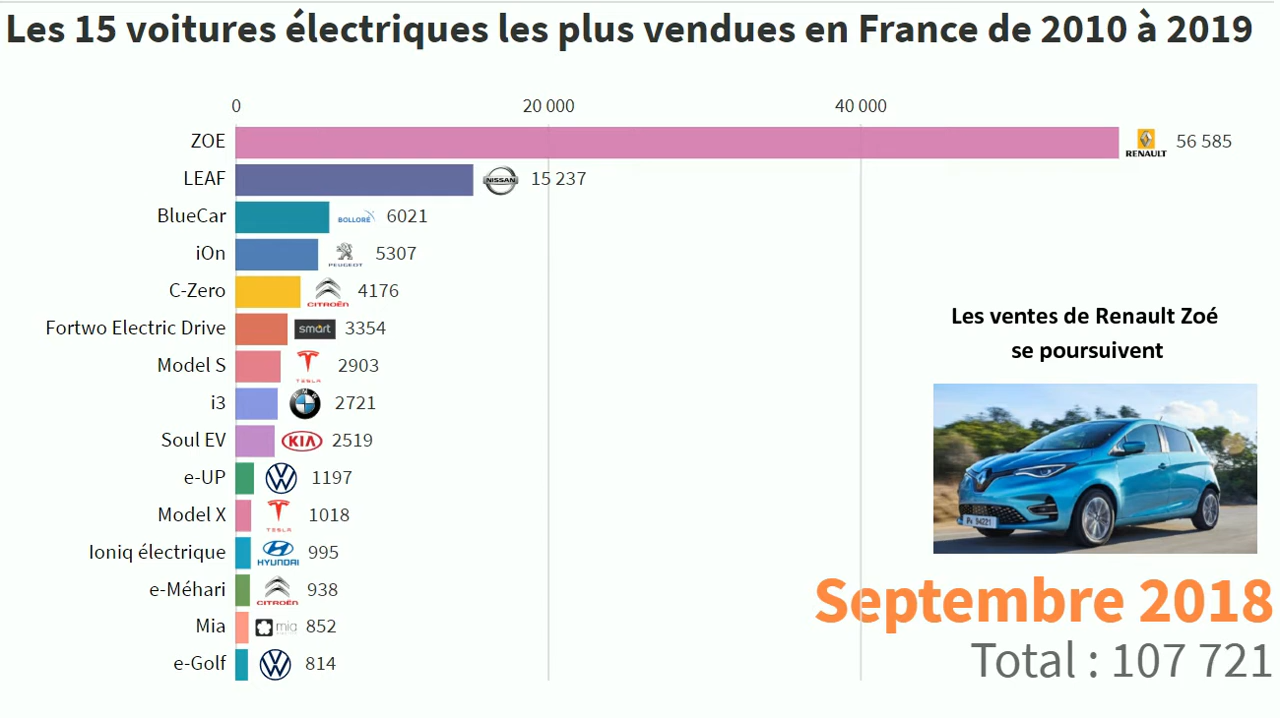 Les 15 voitures électriques les plus vendues en France de 2010 à 2019
0 20 000 40 000
ZOE RENAULT 56 585
LEAF NISSAN 15 237
BlueCar BOLLORÉ 6021
iOn PEUGEOT 5307
C-Zero CITROËN 4176
Fortwo Electric Drive smart 3354
Model S TESLA 2903
i3 BMW 2721
Soul EV KIA 2519
e-UP 1197
Model X TESLA 1018
Ioniq électrique HYUNDAI 995
e-Méhari CITROËN 938
Mia mia 852
e-Golf 814
Les ventes de Renault Zoé
se poursuivent
Septembre 2018
Total : 107 721